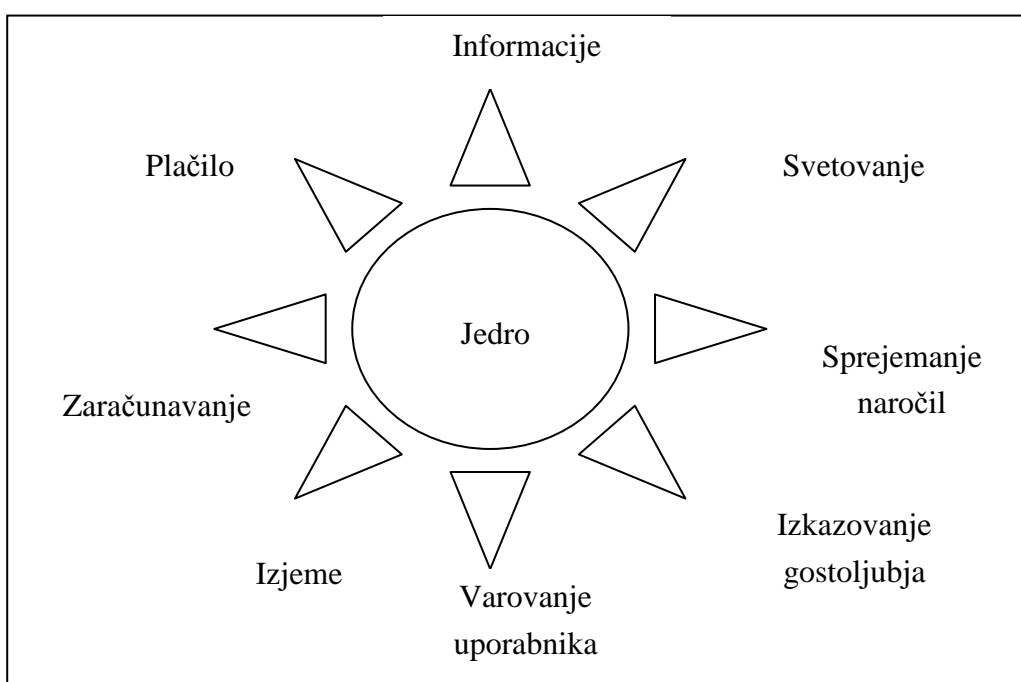 Informacije
Plačilo
Svetovanje
Jedro
Sprejemanje
naročil
Zaračunavanje
Izkazovanje
gostoljubja
Izjeme
Varovanje
uporabnika